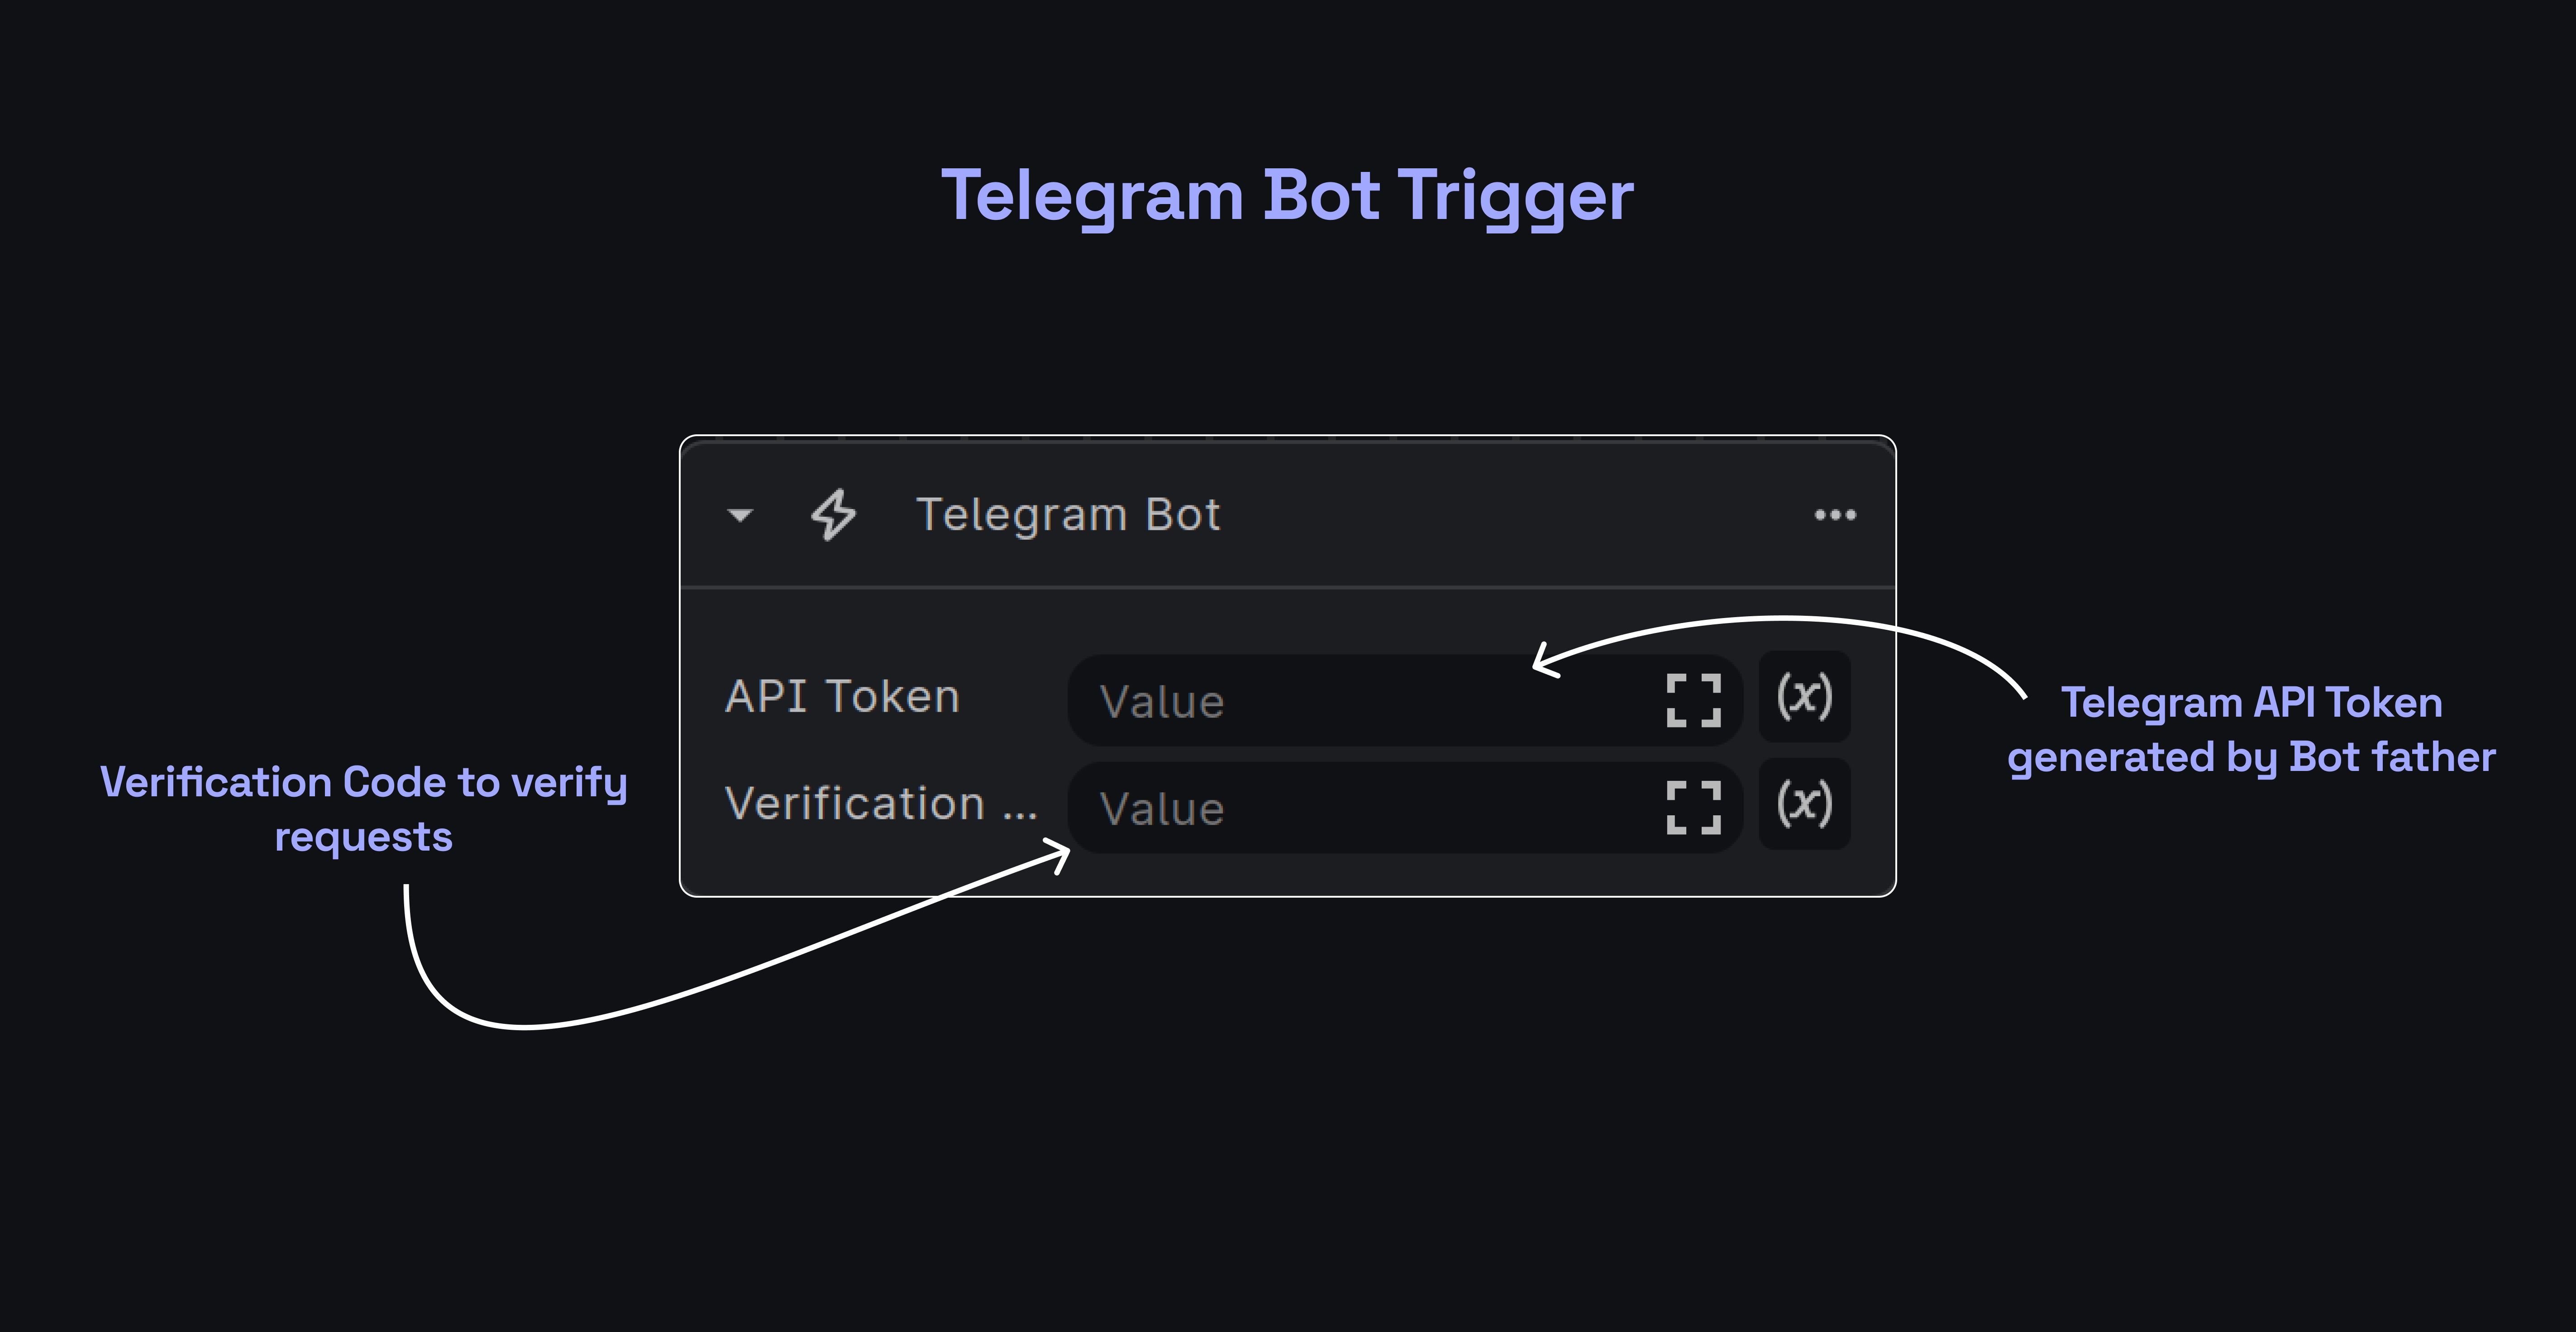 Telegram Bot Trigger
Telegram Bot
API Token
Value
(x)
Verification ...
Value
(x)
Telegram API Token
generated by Bot father
Verification Code to verify
requests